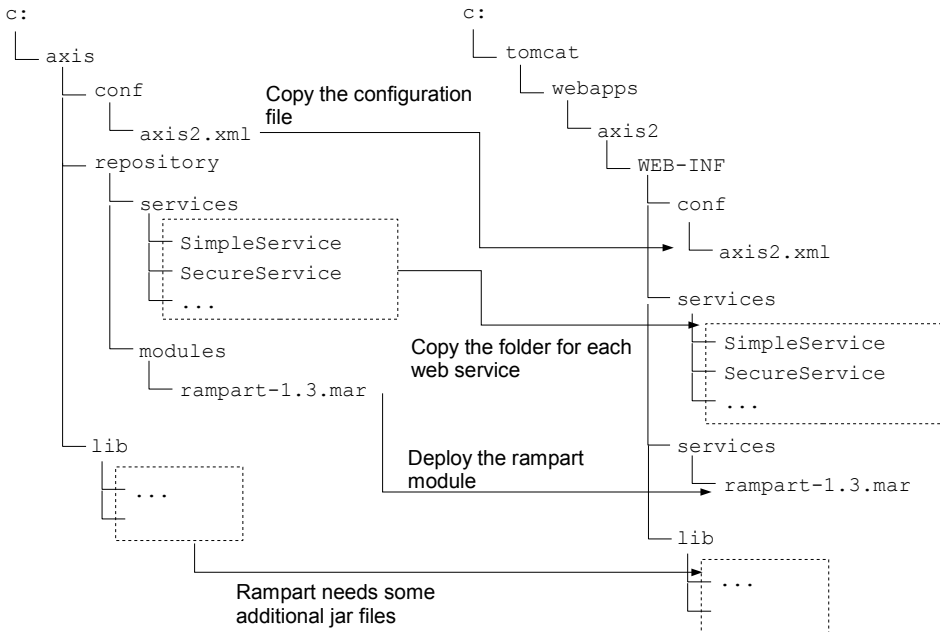 c:
axis
conf
axis2.xml
repository
services
SimpleService
SecureService
...
modules
rampart-1.3.mar
lib
...
Copy the configuration
file
Copy the folder for each
web service
Deploy the rampart
module
Rampart needs some
additional jar files
c:
tomcat
webapps
axis2
WEB-INF
conf
axis2.xml
services
SimpleService
SecureService
...
services
rampart-1.3.mar
lib
...